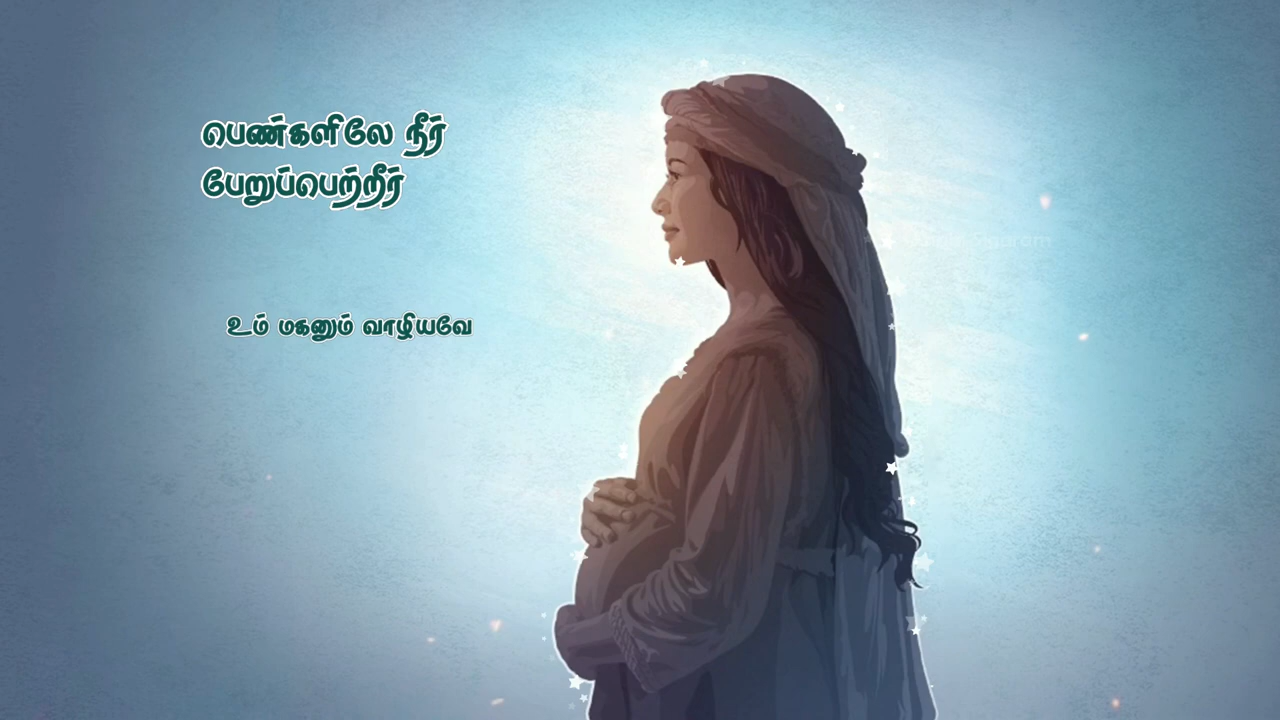 பெண்களிலே நீர்
பேறுப்பெற்றீர்
உம் மகனும் வாழியவே